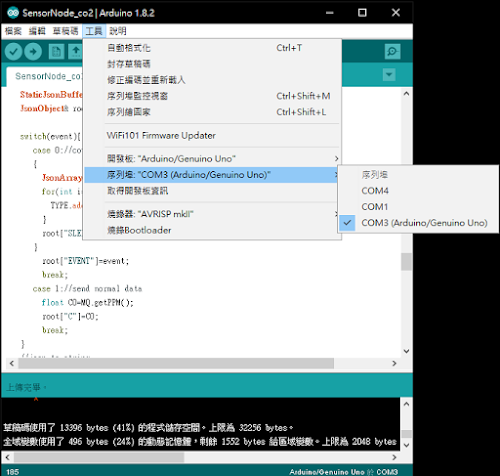 SensorNode_co2 | Arduino 1.8.2
檔案 編輯 草稿碼 工具 說明
自動格式化 Ctrl+T
封存草稿碼
修正編碼並重新載入
序列埠監控視窗 Ctrl+Shift+M
序列繪圖家 Ctrl+Shift+L
WiFi101 Firmware Updater
開發板: "Arduino/Genuino Uno"
序列埠: "COM3 (Arduino/Genuino Uno)"
取得開發板資訊
燒錄器: "AVRISP mkII"
燒錄Bootloader
序列埠
COM4
COM1
COM3 (Arduino/Genuino Uno)
SensorNode_co
StaticJsonBuff
JsonObject& ro
switch(event){
case 0://co
{
JsonArray
for(int i
TYPE.ad
}
root["SLE
}
root["EVENT"]=event;
break;
case 1://send normal data
float CO=MQ.getPPM();
root["C"]=CO;
break;
}
上傳完畢。
草稿碼使用了 13396 bytes (41%) 的程式儲存空間。上限為 32256 bytes。
全域變數使用了 496 bytes (24%) 的動態記憶體，剩餘 1552 bytes 給區域變數。上限為 2048 bytes
185 Arduino/Genuino Uno 於 COM3